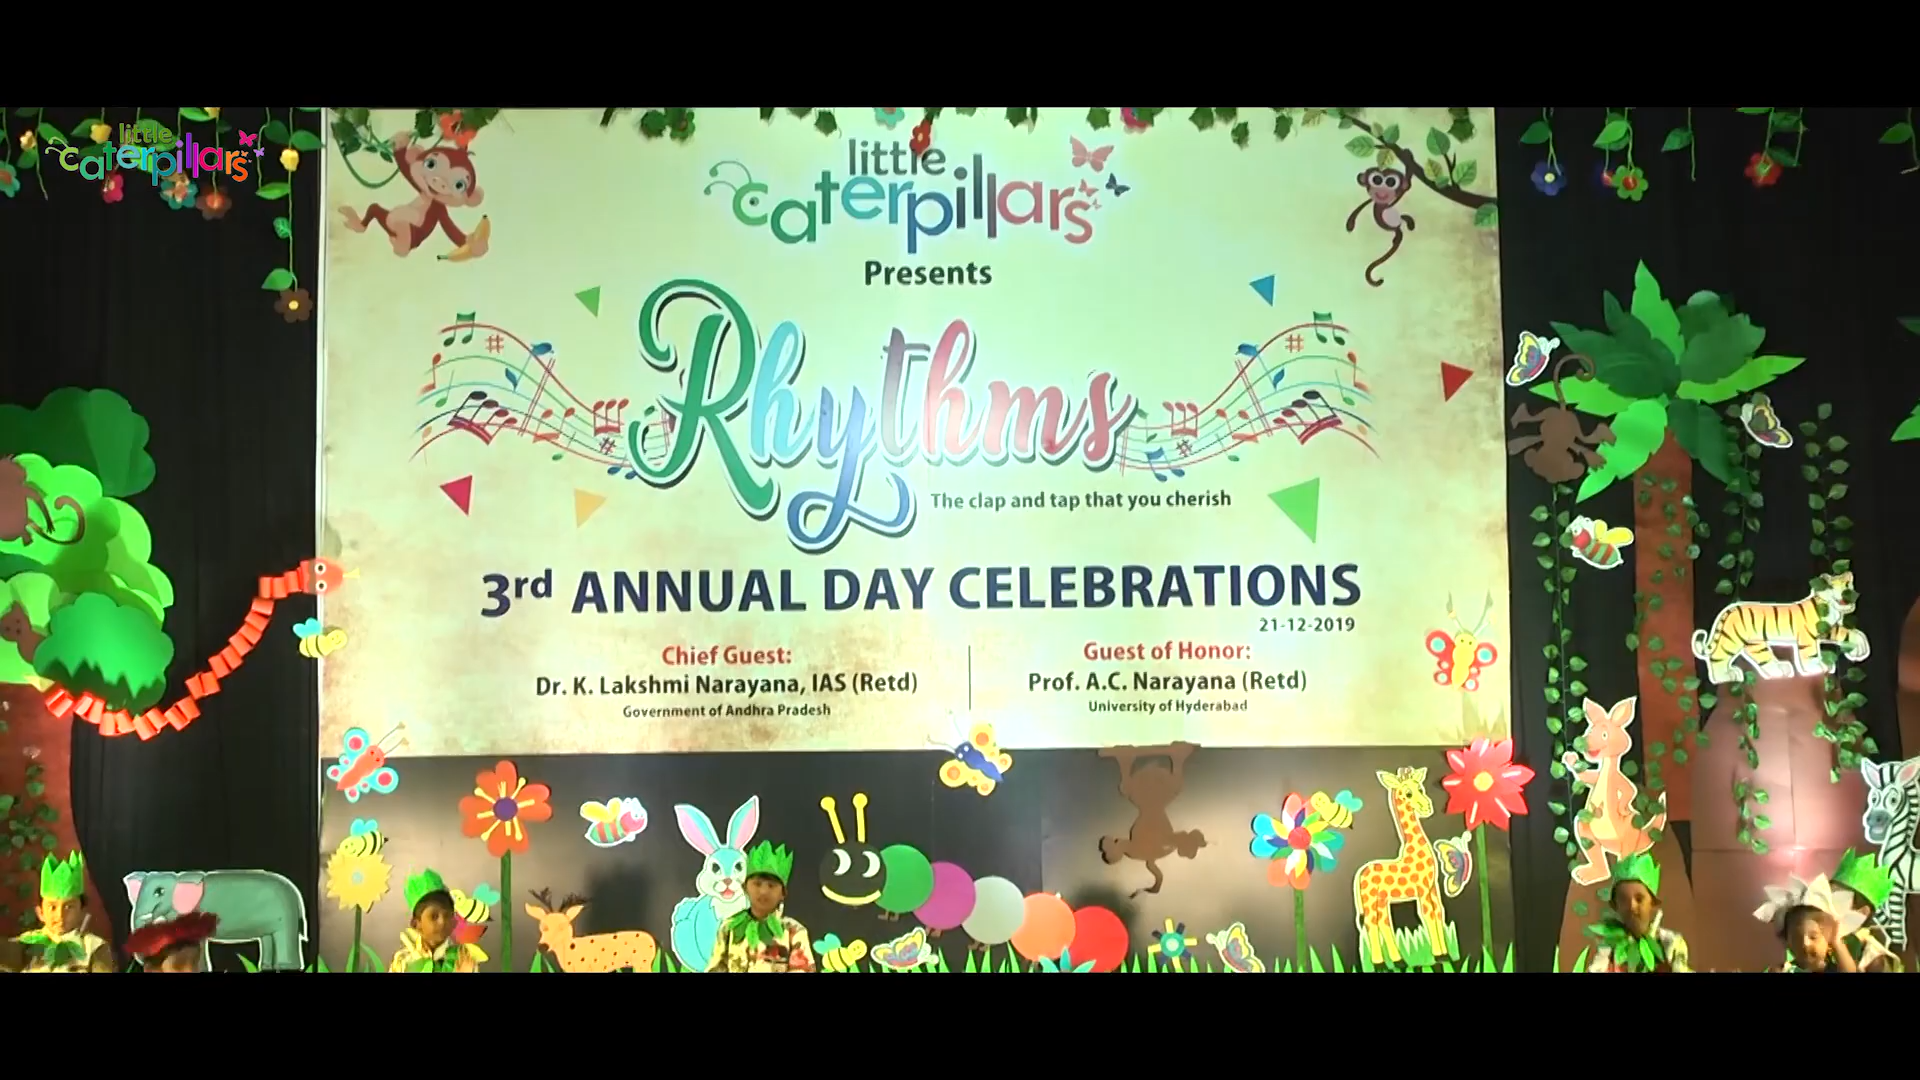 little
caterpillars
little
caterpillars
Presents
Rhythms
The clap and tap that you cherish
3rd ANNUAL DAY CELEBRATIONS
21-12-2019
Chief Guest:
Dr. K. Lakshmi Narayana, IAS (Retd)
Government of Andhra Pradesh
Guest of Honor:
Prof. A.C. Narayana (Retd)
University of Hyderabad